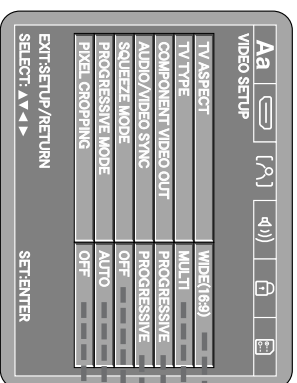 Aa
VIDEO SETUP
TV ASPECT WIDE(16:9)
TV TYPE MULTI
COMPONENT VIDEO OUT PROGRESSIVE
AUDIO/VIDEO SYNC PROGRESSIVE
SQUEEZE MODE OFF
PROGRESSIVE MODE AUTO
PIXEL CROPPING OFF
EXIT:SETUP/RETURN
SELECT:▲▼◀▶ SET:ENTER